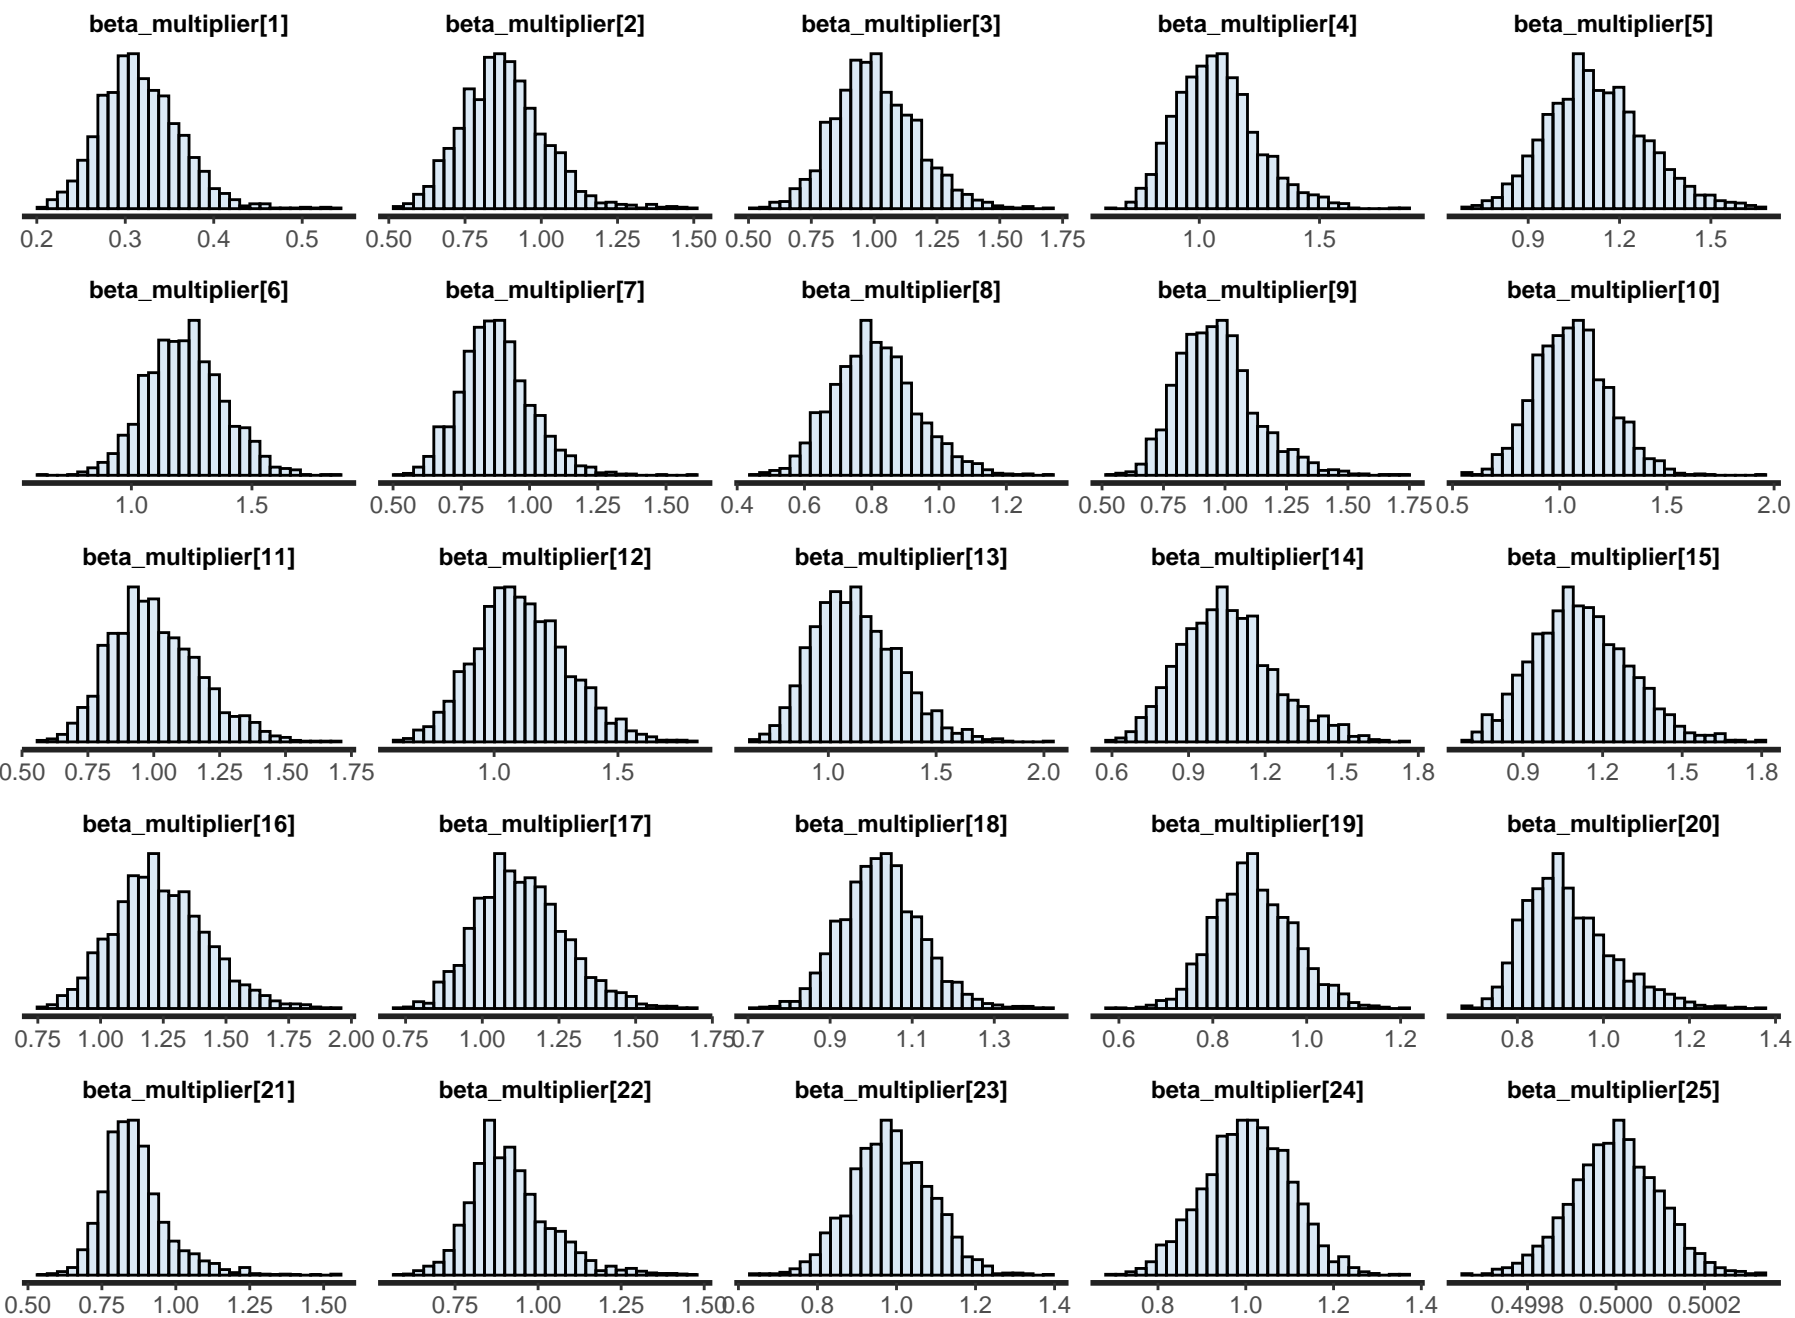 beta_multiplier[1] beta_multiplier[2] beta_multiplier[3] beta_multiplier[4] beta_multiplier[5]
0.2 0.3 0.4 0.5 0.50 0.75 1.00 1.25 1.50 0.50 0.75 1.00 1.25 1.50 1.75 1.0 1.5 0.9 1.2 1.5
beta_multiplier[6] beta_multiplier[7] beta_multiplier[8] beta_multiplier[9] beta_multiplier[10]
1.0 1.5 0.50 0.75 1.00 1.25 1.50 0.4 0.6 0.8 1.0 1.2 0.50 0.75 1.00 1.25 1.50 1.75 0.5 1.0 1.5 2.0
beta_multiplier[11] beta_multiplier[12] beta_multiplier[13] beta_multiplier[14] beta_multiplier[15]
0.50 0.75 1.00 1.25 1.50 1.75 1.0 1.5 1.0 1.5 2.0 0.6 0.9 1.2 1.5 1.8 0.9 1.2 1.5 1.8
beta_multiplier[16] beta_multiplier[17] beta_multiplier[18] beta_multiplier[19] beta_multiplier[20]
0.75 1.00 1.25 1.50 1.75 2.00 0.75 1.00 1.25 1.50 1.75 0.7 0.9 1.1 1.3 0.6 0.8 1.0 1.2 0.8 1.0 1.2 1.4
beta_multiplier[21] beta_multiplier[22] beta_multiplier[23] beta_multiplier[24] beta_multiplier[25]
0.50 0.75 1.00 1.25 1.50 0.75 1.00 1.25 1.50 0.6 0.8 1.0 1.2 1.4 0.8 1.0 1.2 1.4 0.4998 0.5000 0.5002